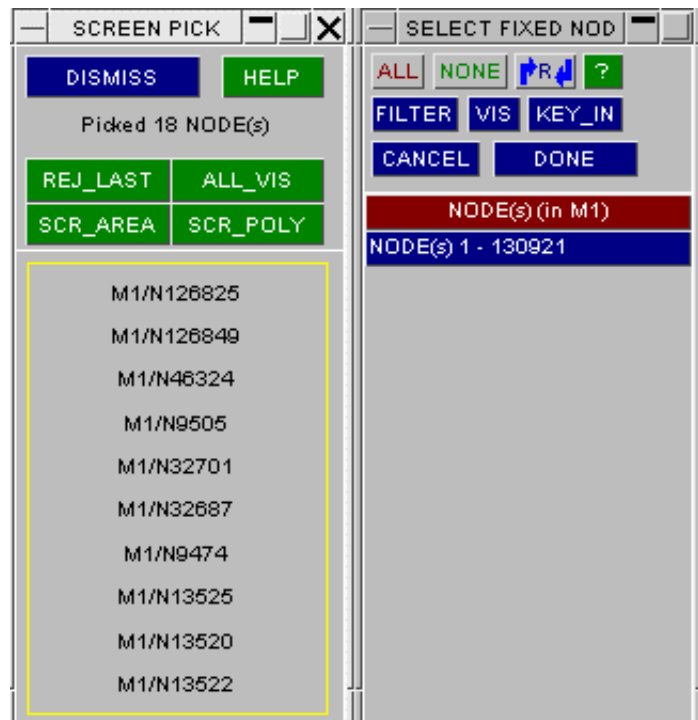 SCREEN PICK
DISMISS HELP
Picked 18 NODE(s)
REJ_LAST ALL_VIS
SCR_AREA SCR_POLY
M1/N126825
M1/N126849
M1/N46324
M1/N9505
M1/N32701
M1/N32687
M1/N9474
M1/N13525
M1/N13520
M1/N13522
SELECT FIXED NOD
ALL NONE R ?
FILTER VIS KEY_IN
CANCEL DONE
NODE(s) (in M1)
NODE(s) 1 - 130921